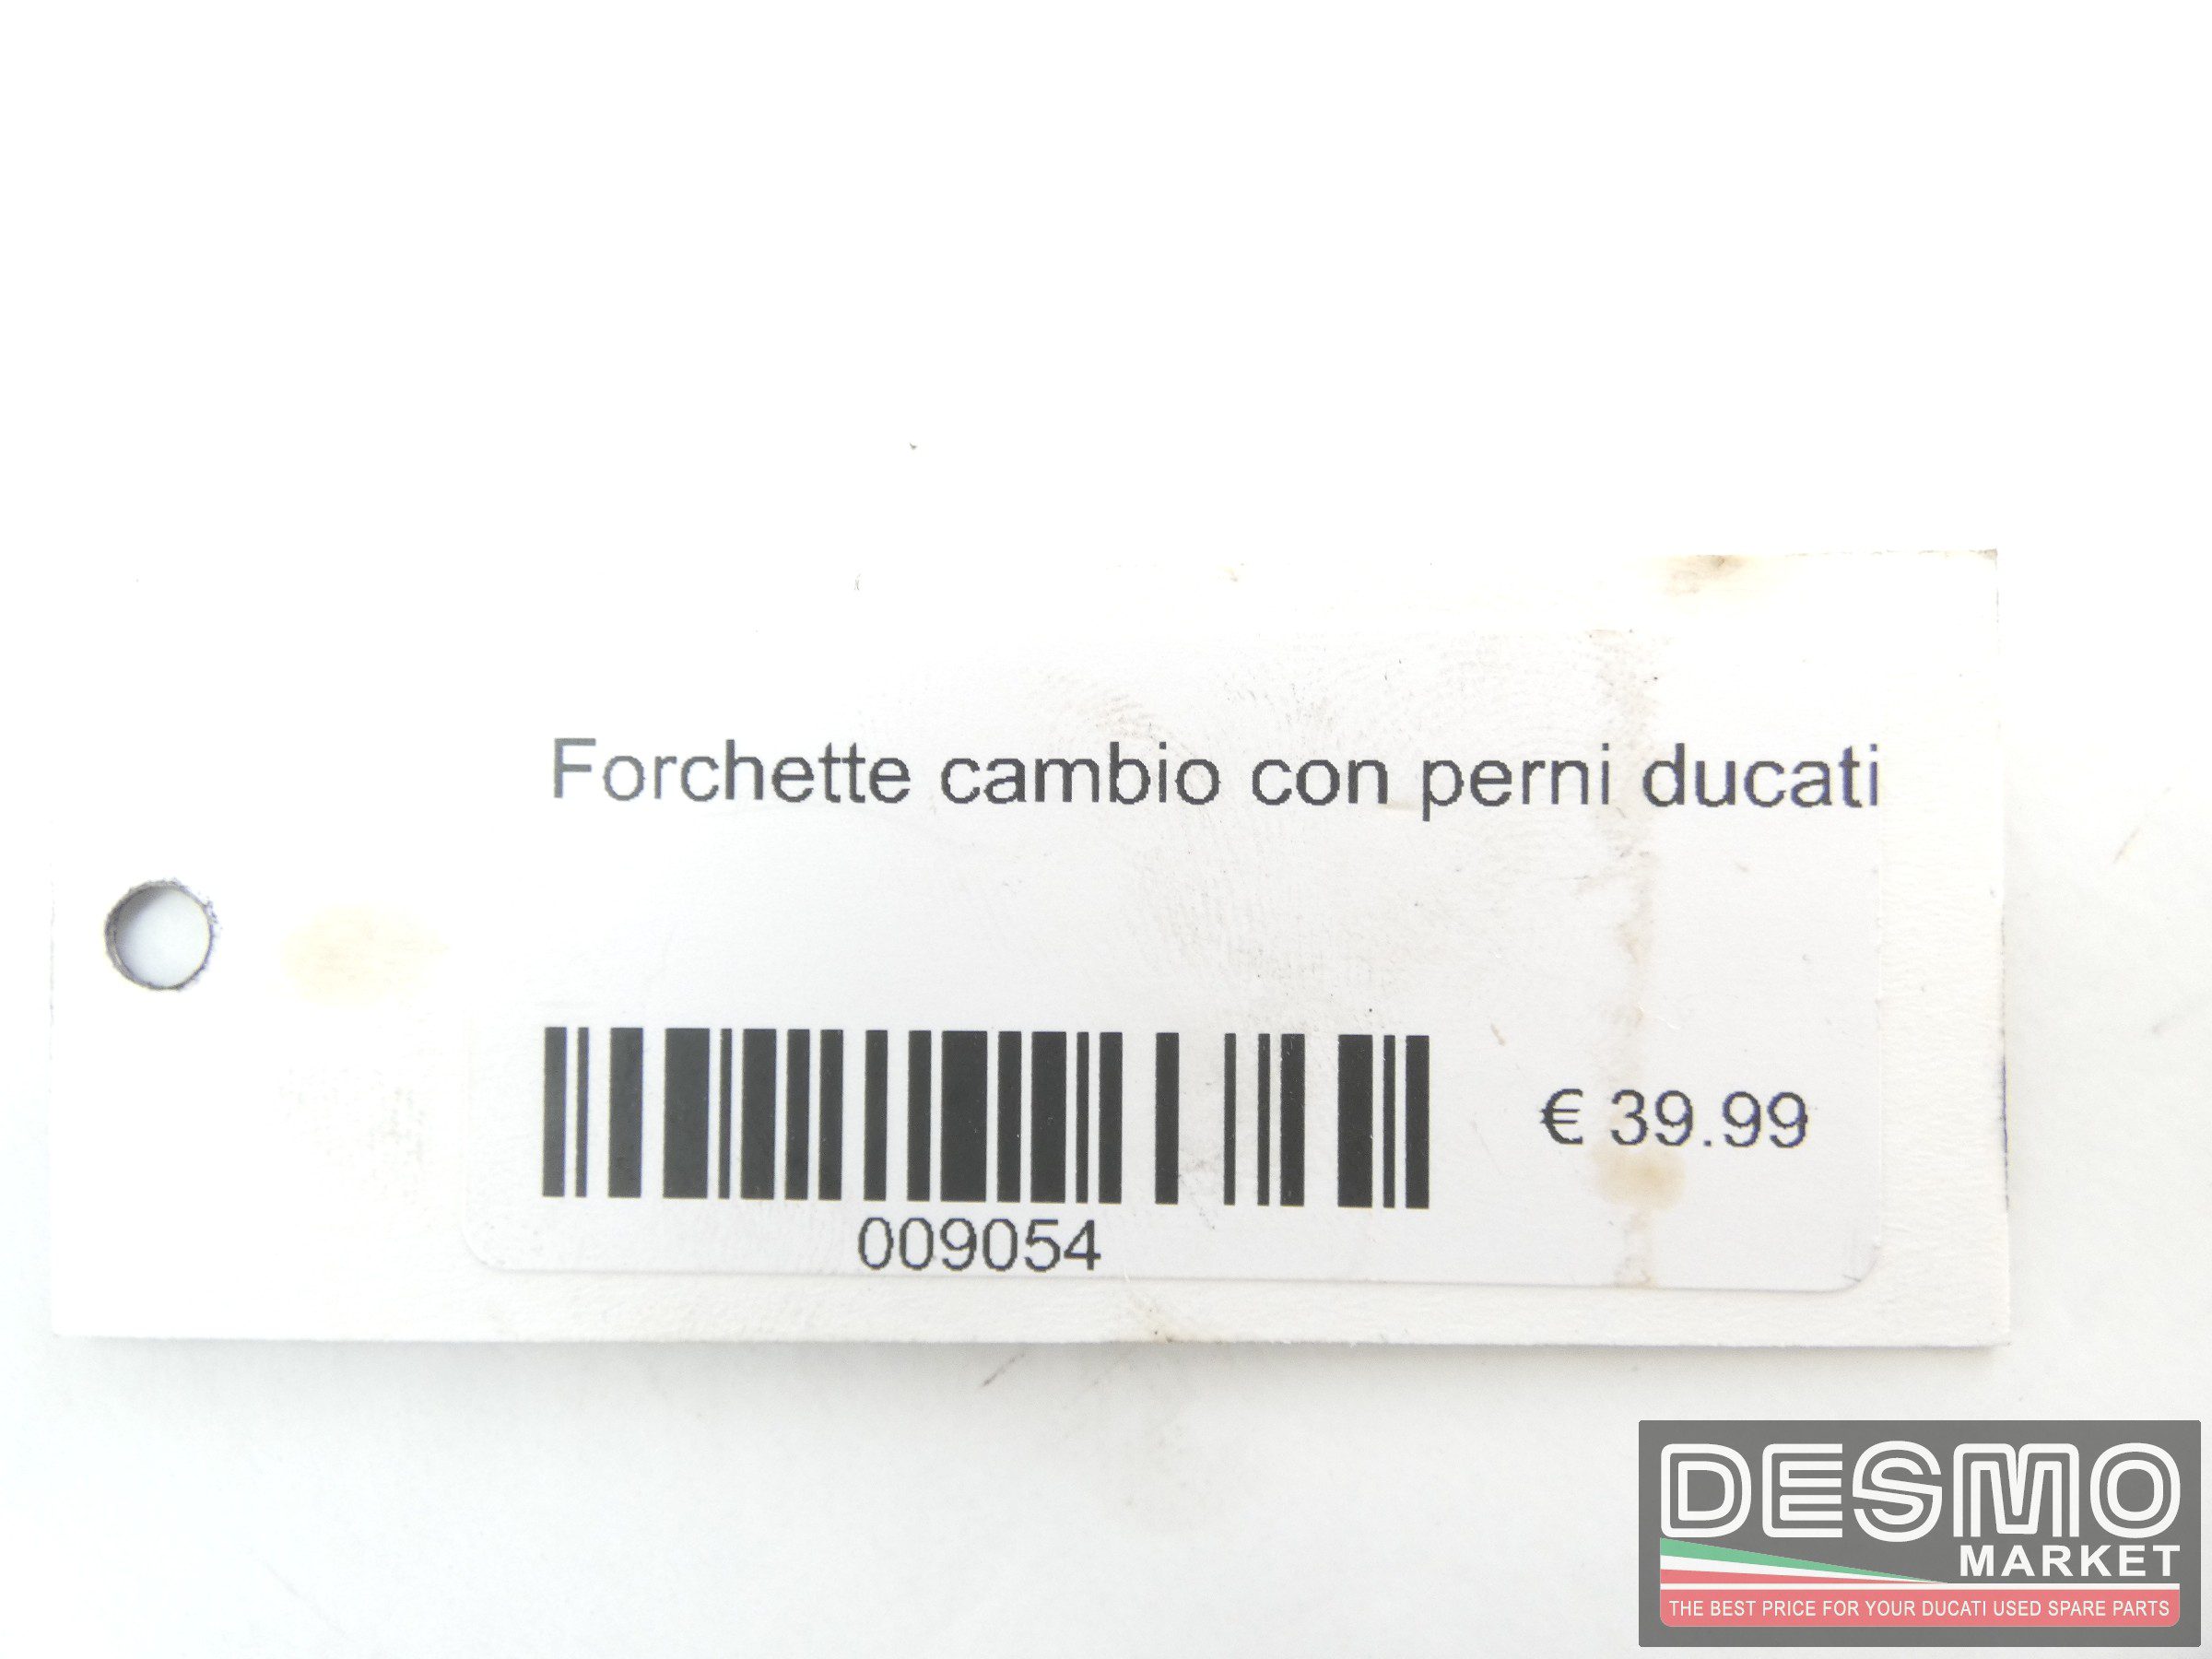 Forchette cambio con perni ducati
€ 39.99
009054
DESMO
MARKET
THE BEST PRICE FOR YOUR DUCATI USED SPARE PARTS